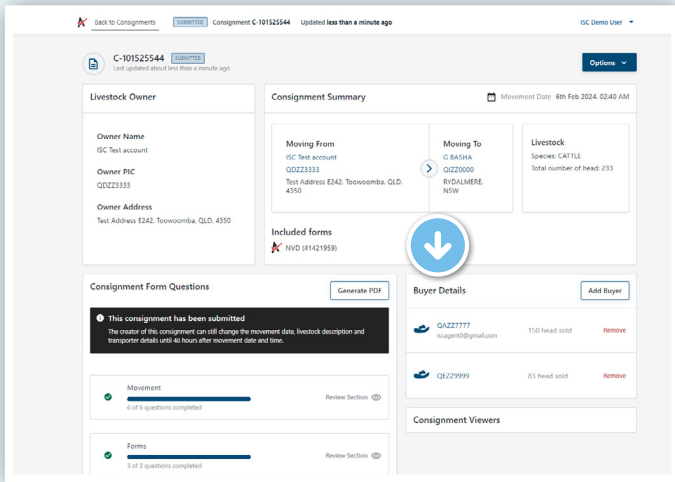 Back to Consignments SUBMITTED Consignment C-101525544 Updated less than a minute ago ISC Demo User
C-101525544 SUBMITTED
Last updated about less than a minute ago
Options
Livestock Owner
Owner Name
ISC Test account
Owner PIC
QDZZ3333
Owner Address
Test Address E242, Toowoomba, QLD, 4350
Consignment Summary
Movement Date 6th Feb 2024, 02:40 AM
Moving From
ISC Test account
QDZZ3333
Test Address E242, Toowoomba, QLD,
4350
Moving To
G BASHA
QIZZ0000
RYDALMERE,
NSW
Livestock
Species: CATTLE
Total number of head: 233
Included forms
NVD (41421959)
Consignment Form Questions
Generate PDF
This consignment has been submitted
The creator of this consignment can still change the movement date, livestock description and
transporter details until 48 hours after movement date and time.
Movement
6 of 6 questions completed
Review Section
Forms
3 of 3 questions completed
Review Section
Buyer Details
Add Buyer
QAZZ7777
iscagent0@gmail.com
150 head sold
Remove
QEZZ9999
83 head sold
Remove
Consignment Viewers